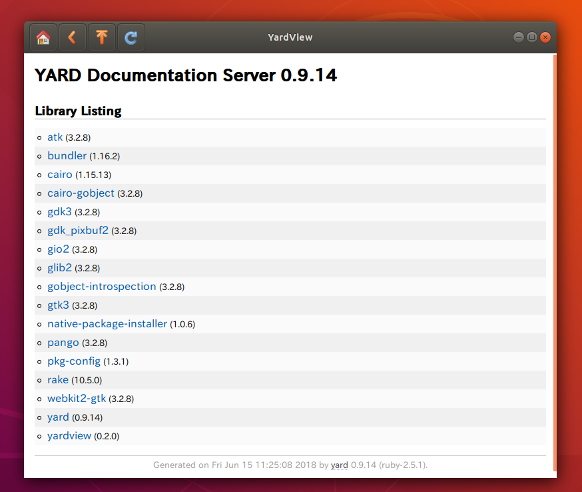 YardView
YARD Documentation Server 0.9.14
Library Listing
atk (3.2.8)
bundler (1.16.2)
cairo (1.15.13)
cairo-gobject (3.2.8)
gdk3 (3.2.8)
gdk_pixbuf2 (3.2.8)
gio2 (3.2.8)
glib2 (3.2.8)
gobject-introspection (3.2.8)
gtk3 (3.2.8)
native-package-installer (1.0.6)
pango (3.2.8)
pkg-config (1.3.1)
rake (10.5.0)
webkit2-gtk (3.2.8)
yard (0.9.14)
yardview (0.2.0)
Generated on Fri Jun 15 11:25:08 2018 by yard 0.9.14 (ruby-2.5.1).